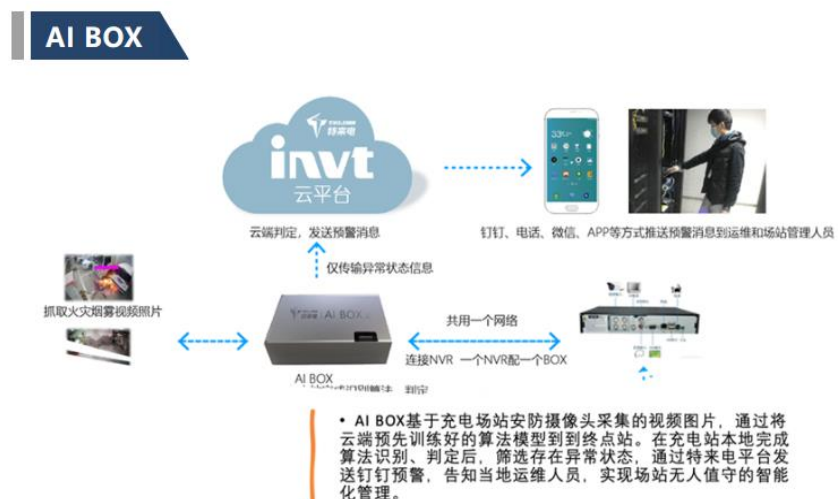 AI BOX
特来电
invt
云平台
云端判定，发送预警消息
钉钉、电话、微信、APP等方式推送预警消息到运维和场站管理人员
仅传输异常状态信息
抓取火灾烟雾视频照片
AI BOX
共用一个网络
连接NVR 一个NVR配一个BOX
AI BOX
判定
• AI BOX基于充电场站安防摄像头采集的视频图片，通过将
云端预先训练好的算法模型到到终点站。在充电站本地完成
算法识别、判定后，筛选存在异常状态，通过特来电平台发
送钉钉预警，告知当地运维人员，实现场站无人值守的智能
化管理。